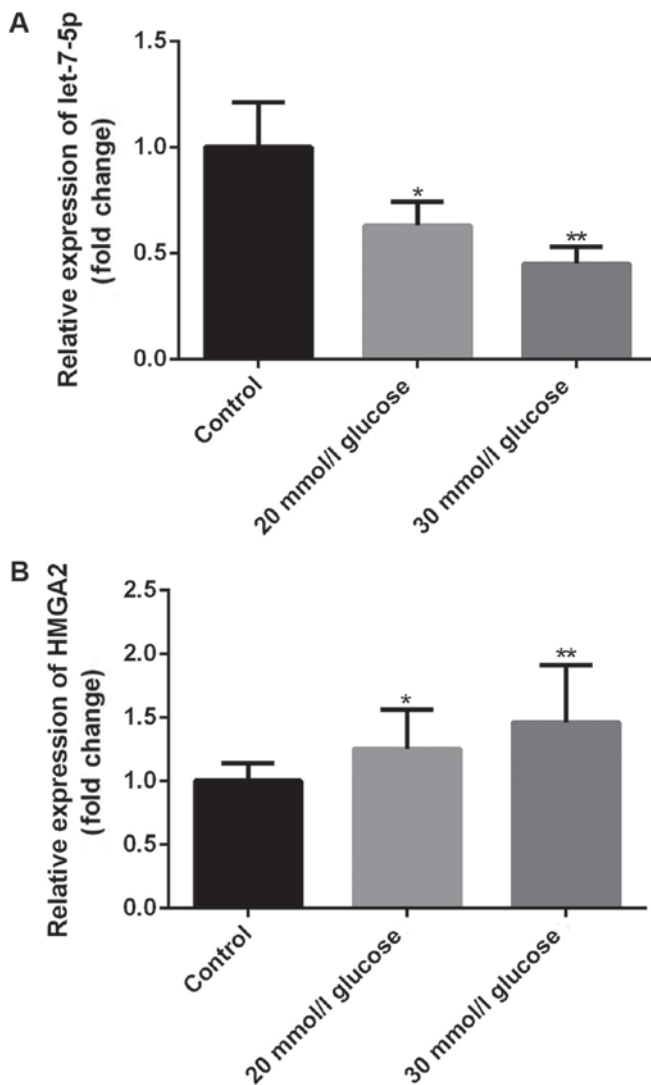 A
Relative expression of let-7-5p
(fold change)
1.5
1.0
0.5
0.0
*
**
Control
20 mmol/l glucose
30 mmol/l glucose
B
Relative expression of HMGA2
(fold change)
2.5
2.0
1.5
1.0
0.5
0.0
*
**
Control
20 mmol/l glucose
30 mmol/l glucose